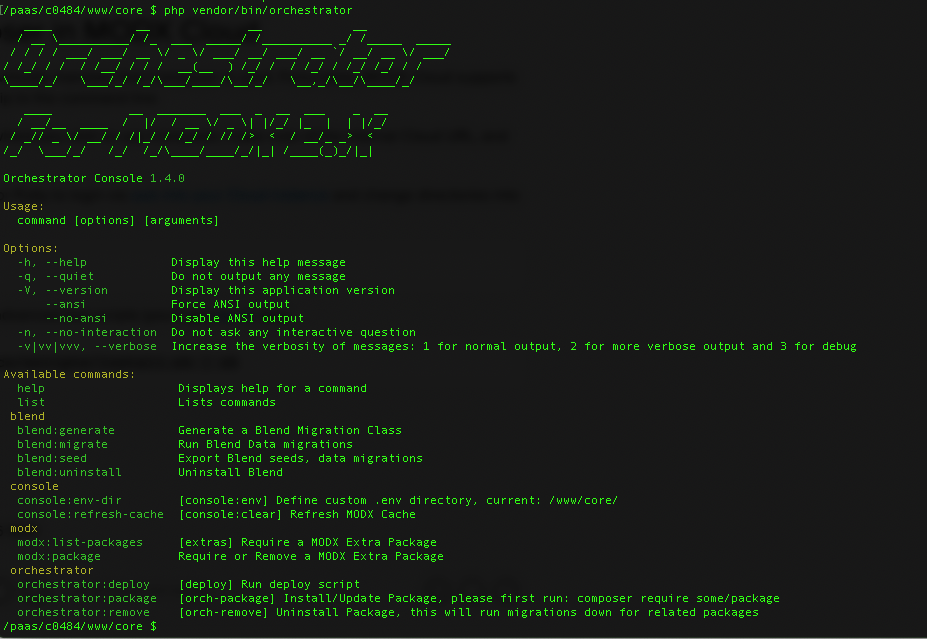 [/paas/c0484/www/core $ php vendor/bin/orchestrator
Orchestrator
for MODX!
Orchestrator Console 1.4.0
Usage:
command [options] [arguments]
Options:
-h, --help Display this help message
-q, --quiet Do not output any message
-V, --version Display this application version
--ansi Force ANSI output
--no-ansi Disable ANSI output
-n, --no-interaction Do not ask any interactive question
-v|vv|vvv, --verbose Increase the verbosity of messages: 1 for normal output, 2 for more verbose output and 3 for debug
Available commands:
help Displays help for a command
list Lists commands
blend
blend:generate Generate a Blend Migration Class
blend:migrate Run Blend Data migrations
blend:seed Export Blend seeds, data migrations
blend:uninstall Uninstall Blend
console
console:env-dir [console:env] Define custom .env directory, current: /www/core/
console:refresh-cache [console:clear] Refresh MODX Cache
modx
modx:list-packages [extras] Require a MODX Extra Package
modx:package Require or Remove a MODX Extra Package
orchestrator
orchestrator:deploy [deploy] Run deploy script
orchestrator:package [orch-package] Install/Update Package, please first run: composer require some/package
orchestrator:remove [orch-remove] Uninstall Package, this will run migrations down for related packages
/paas/c0484/www/core $